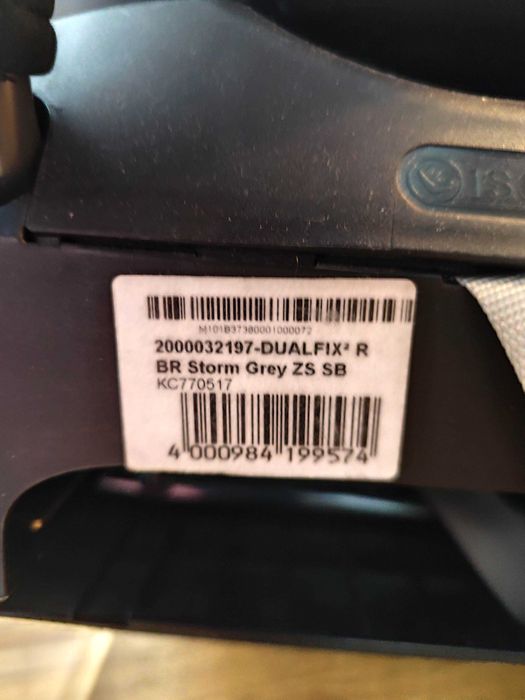 M101B37380001000072
2000032197-DUALFIX² R
BR Storm Grey ZS SB
KC770517
4 000984 199574